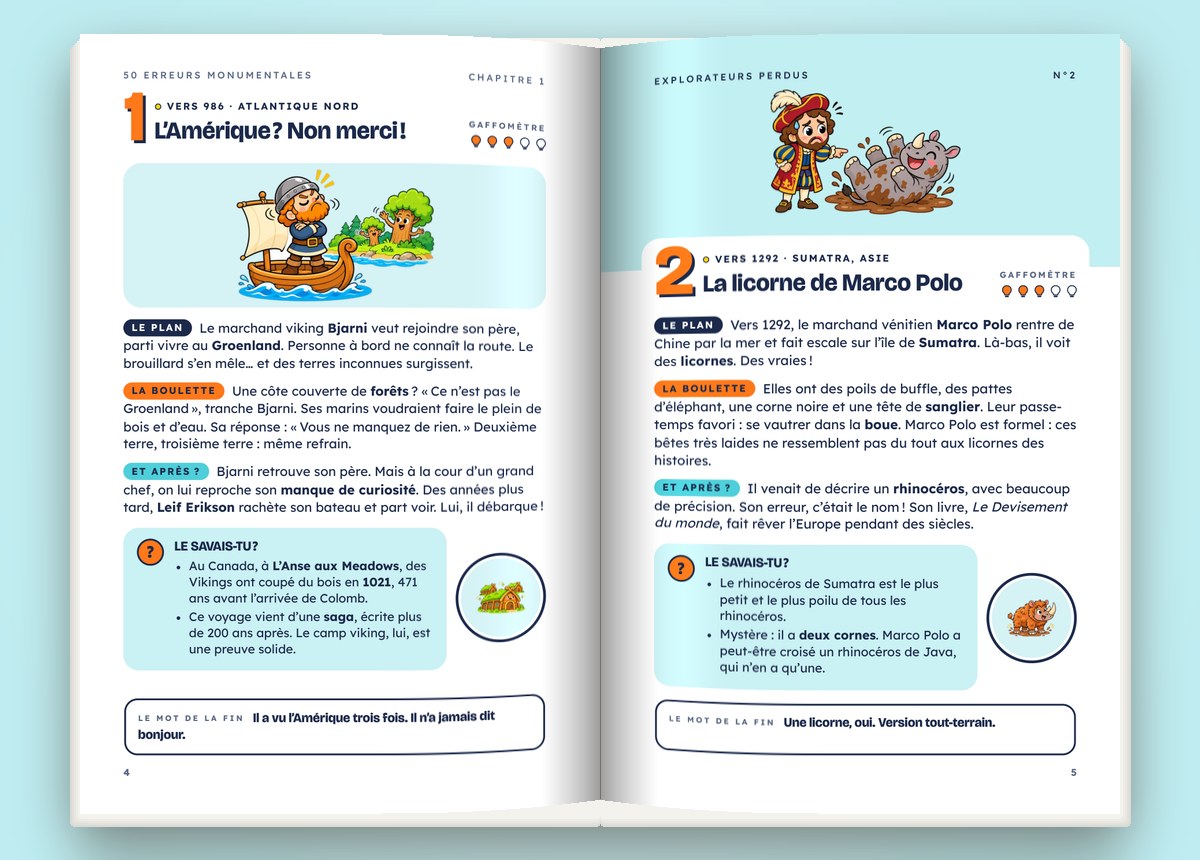 50 ERREURS MONUMENTALES
CHAPITRE 1
1
VERS 986 · ATLANTIQUE NORD
L'Amérique ? Non merci !
GAFFOMÈTRE
LE PLAN Le marchand viking Bjarni veut rejoindre son père,
parti vivre au Groenland. Personne à bord ne connaît la route. Le
brouillard s'en mêle… et des terres inconnues surgissent.
LA BOULETTE Une côte couverte de forêts ? « Ce n'est pas le
Groenland », tranche Bjarni. Ses marins voudraient faire le plein de
bois et d'eau. Sa réponse : « Vous ne manquez de rien. » Deuxième
terre, troisième terre : même refrain.
ET APRÈS ? Bjarni retrouve son père. Mais à la cour d'un grand
chef, on lui reproche son manque de curiosité. Des années plus
tard, Leif Erikson rachète son bateau et part voir. Lui, il débarque !
?
LE SAVAIS-TU ?
• Au Canada, à L'Anse aux Meadows, des
Vikings ont coupé du bois en 1021, 471
ans avant l'arrivée de Colomb.
• Ce voyage vient d'une saga, écrite plus
de 200 ans après. Le camp viking, lui, est
une preuve solide.
LE MOT DE LA FIN Il a vu l'Amérique trois fois. Il n'a jamais dit
bonjour.
4
EXPLORATEURS PERDUS
N°2
2
VERS 1292 · SUMATRA, ASIE
La licorne de Marco Polo
GAFFOMÈTRE
LE PLAN Vers 1292, le marchand vénitien Marco Polo rentre de
Chine par la mer et fait escale sur l'île de Sumatra. Là-bas, il voit
des licornes. Des vraies !
LA BOULETTE Elles ont des poils de buffle, des pattes
d'éléphant, une corne noire et une tête de sanglier. Leur passe-
temps favori : se vautrer dans la boue. Marco Polo est formel : ces
bêtes très laides ne ressemblent pas du tout aux licornes des
histoires.
ET APRÈS ? Il venait de décrire un rhinocéros, avec beaucoup
de précision. Son erreur, c'était le nom ! Son livre, Le Devisement
du monde, fait rêver l'Europe pendant des siècles.
?
LE SAVAIS-TU ?
• Le rhinocéros de Sumatra est le plus
petit et le plus poilu de tous les
rhinocéros.
• Mystère : il a deux cornes. Marco Polo a
peut-être croisé un rhinocéros de Java,
qui n'en a qu'une.
LE MOT DE LA FIN Une licorne, oui. Version tout-terrain.
5